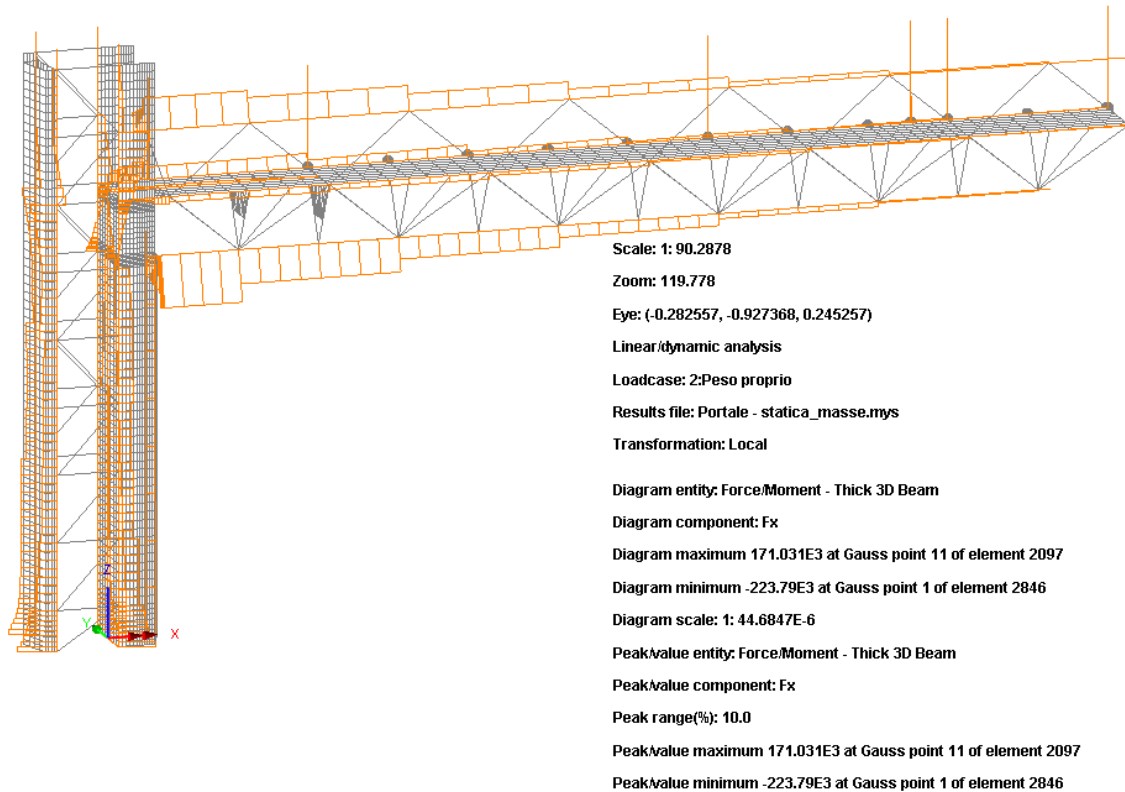 Scale: 1: 90.2878
Zoom: 119.778
Eye: (-0.282557, -0.927368, 0.245257)
Linear/dynamic analysis
Loadcase: 2:Peso proprio
Results file: Portale - statica_masse.mys
Transformation: Local
Diagram entity: Force/Moment - Thick 3D Beam
Diagram component: Fx
Diagram maximum 171.031E3 at Gauss point 11 of element 2097
Diagram minimum -223.79E3 at Gauss point 1 of element 2846
Diagram scale: 1: 44.6847E-6
Z
Y
X
Peak/value entity: Force/Moment - Thick 3D Beam
Peak/value component: Fx
Peak range(%): 10.0
Peak/value maximum 171.031E3 at Gauss point 11 of element 2097
Peak/value minimum -223.79E3 at Gauss point 1 of element 2846